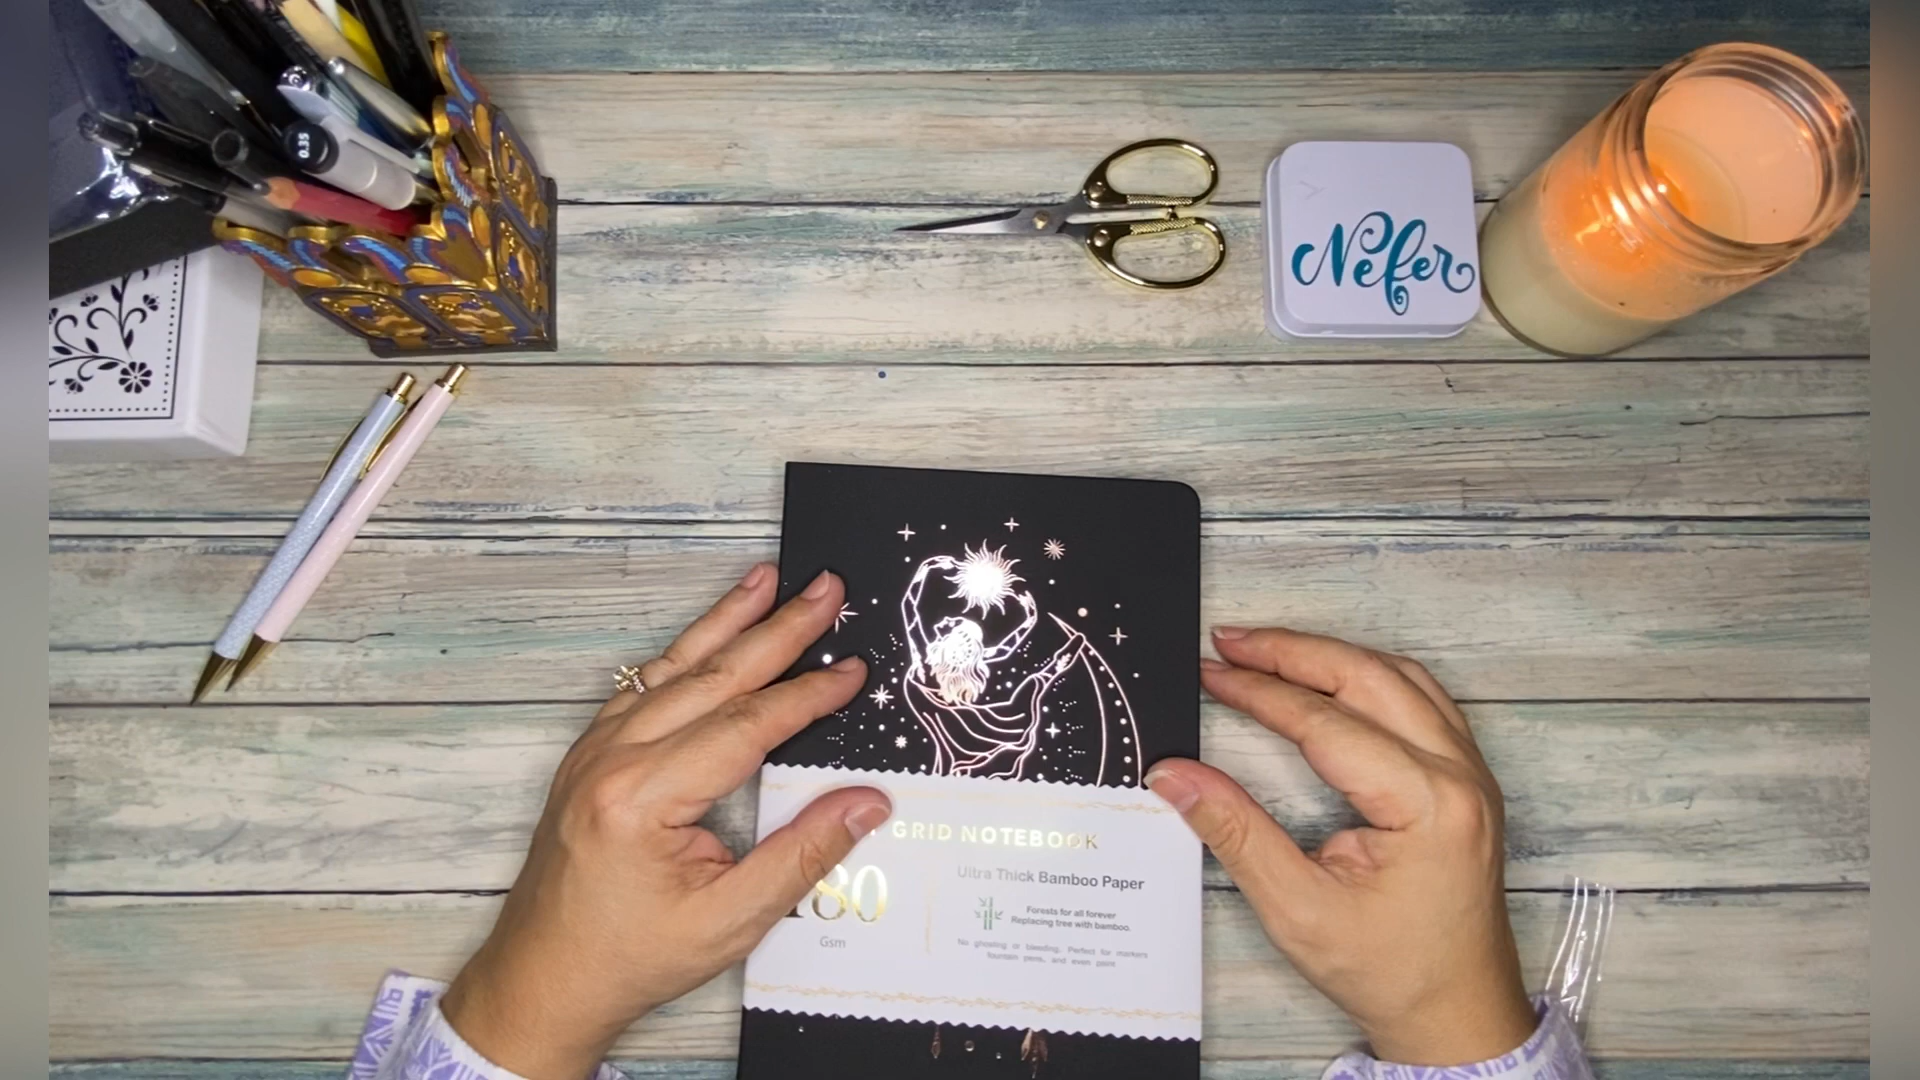 0.35
Nefer
GRID NOTEBOOK
180
Gsm
Ultra Thick Bamboo Paper
Forests for all forever
Replacing tree with bamboo.
No ghosting or bleeding. Perfect for markers
fountain pens, and even paint